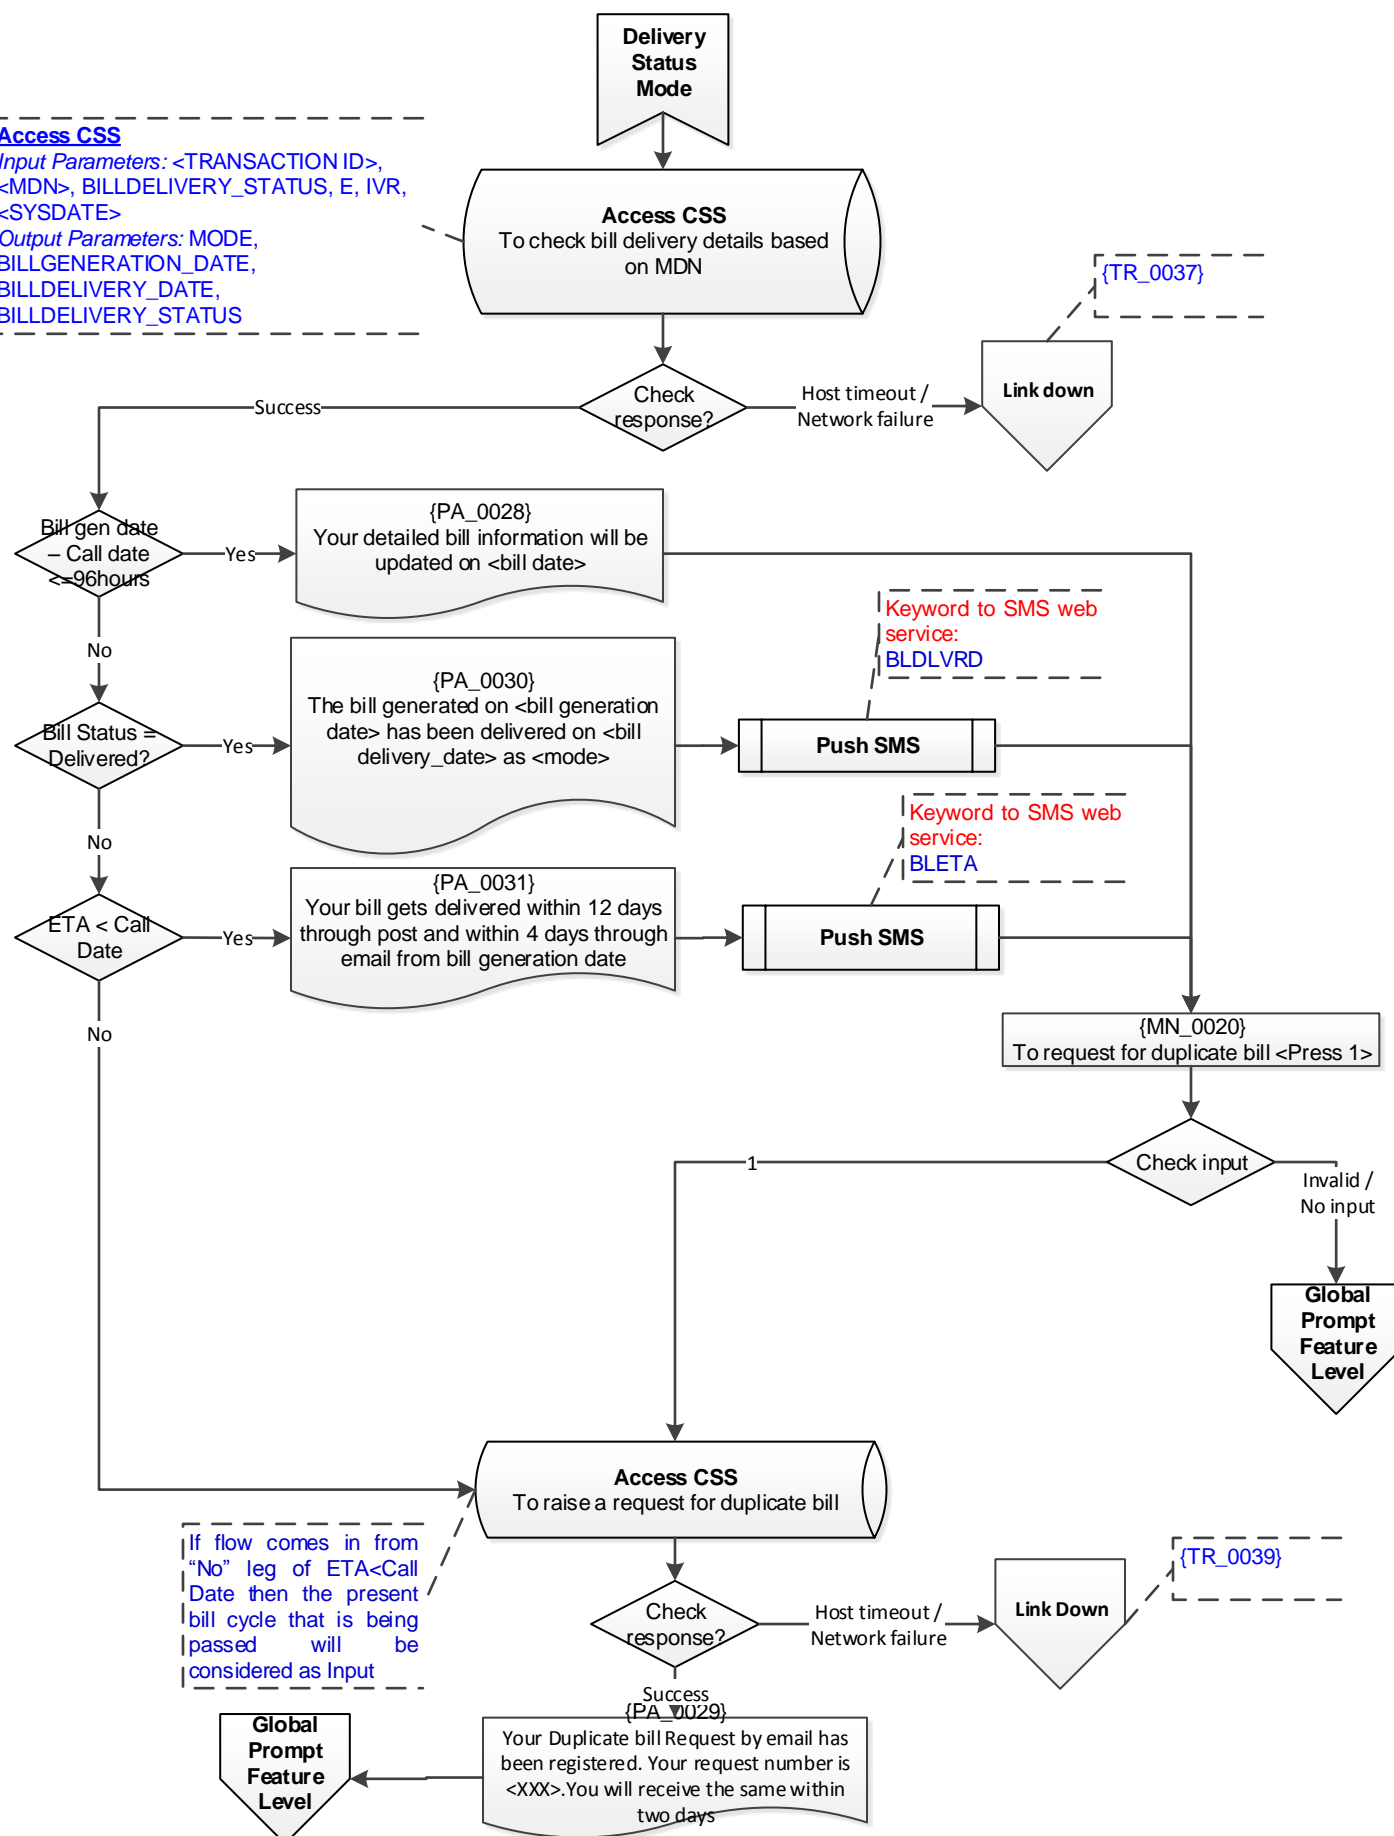 Delivery
Status
Mode
Access CSS
Input Parameters: <TRANSACTION ID>,
<MDN>, BILLDELIVERY_STATUS, E, IVR,
<SYSDATE>
Output Parameters: MODE,
BILLGENERATION_DATE,
BILLDELIVERY_DATE,
BILLDELIVERY_STATUS
Access CSS
To check bill delivery details based
on MDN
{TR_0037}
Check
response?
Success
Host timeout /
Network failure
Link down
Bill gen date
– Call date
<=96hours
Yes
{PA_0028}
Your detailed bill information will be
updated on <bill date>
No
Keyword to SMS web
service:
BLDLVRD
Bill Status =
Delivered?
Yes
{PA_0030}
The bill generated on <bill generation
date> has been delivered on <bill
delivery_date> as <mode>
Push SMS
No
Keyword to SMS web
service:
BLETA
ETA < Call
Date
Yes
{PA_0031}
Your bill gets delivered within 12 days
through post and within 4 days through
email from bill generation date
Push SMS
No
{MN_0020}
To request for duplicate bill <Press 1>
Check input
1
Invalid /
No input
Global
Prompt
Feature
Level
Access CSS
To raise a request for duplicate bill
If flow comes in from
“No” leg of ETA<Call
Date then the present
bill cycle that is being
passed will be
considered as Input
Check
response?
Host timeout /
Network failure
Link Down
{TR_0039}
Success
{PA_0029}
Your Duplicate bill Request by email has
been registered. Your request number is
<XXX>.You will receive the same within
two days
Global
Prompt
Feature
Level